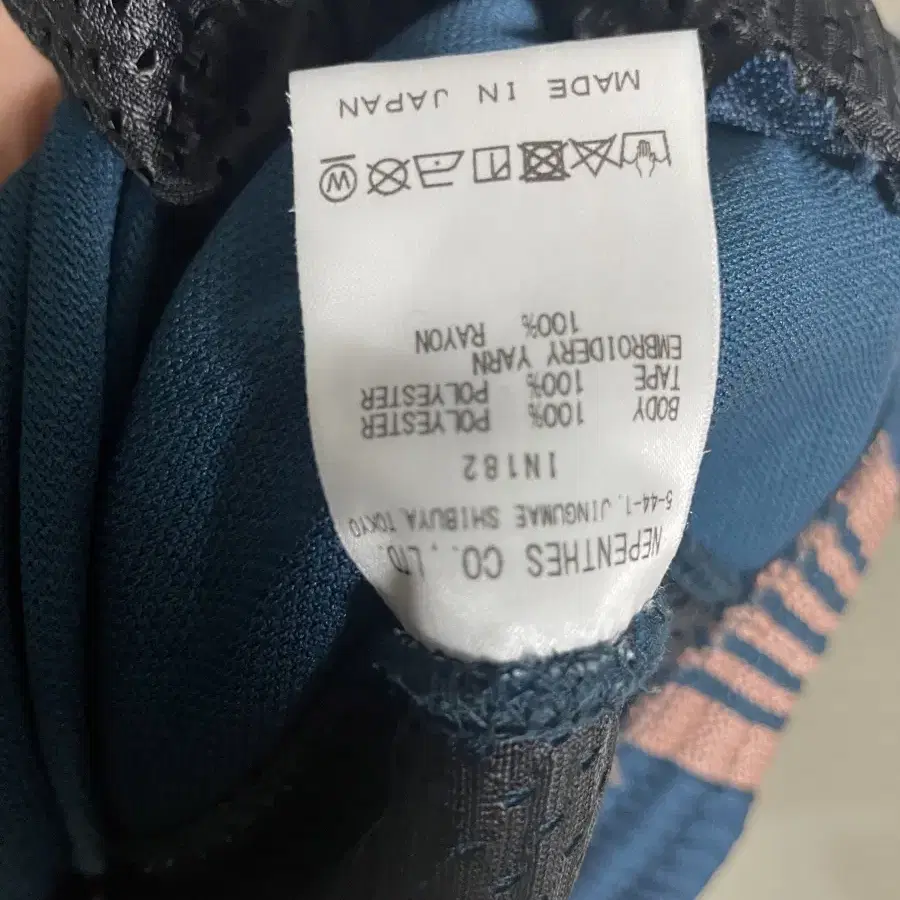 NEPENTHES CO., LTD.
5-44-1, JINGUMAE SHIBUYA, TOKYO
IN182
BODY 100% POLYESTER
TAPE 100% POLYESTER
EMBROIDERY YARN
100% RAYON
W
MADE IN JAPAN